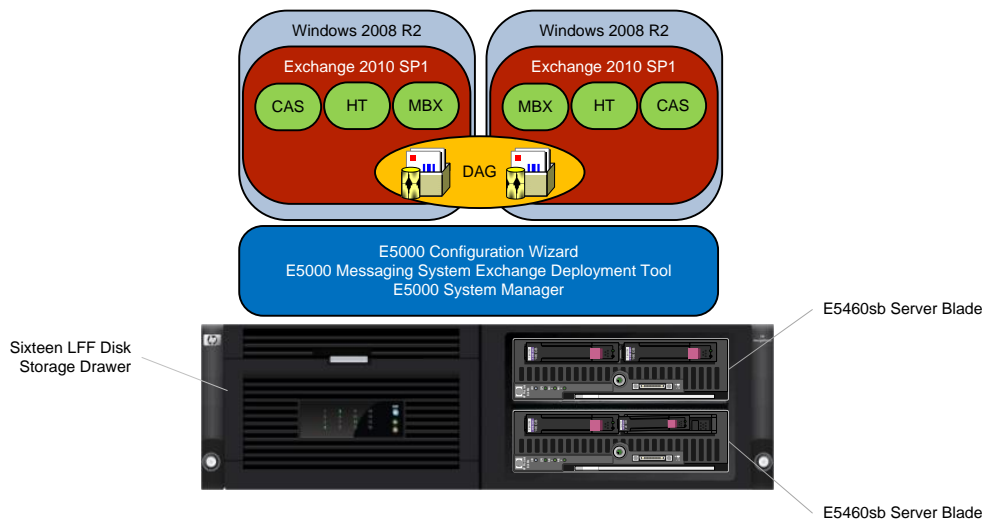 Windows 2008 R2
Windows 2008 R2
Exchange 2010 SP1
Exchange 2010 SP1
CAS
HT
MBX
MBX
HT
CAS
DAG
E5000 Configuration Wizard
E5000 Messaging System Exchange Deployment Tool
E5000 System Manager
E5460sb Server Blade
Sixteen LFF Disk
Storage Drawer
hp
E5460sb Server Blade